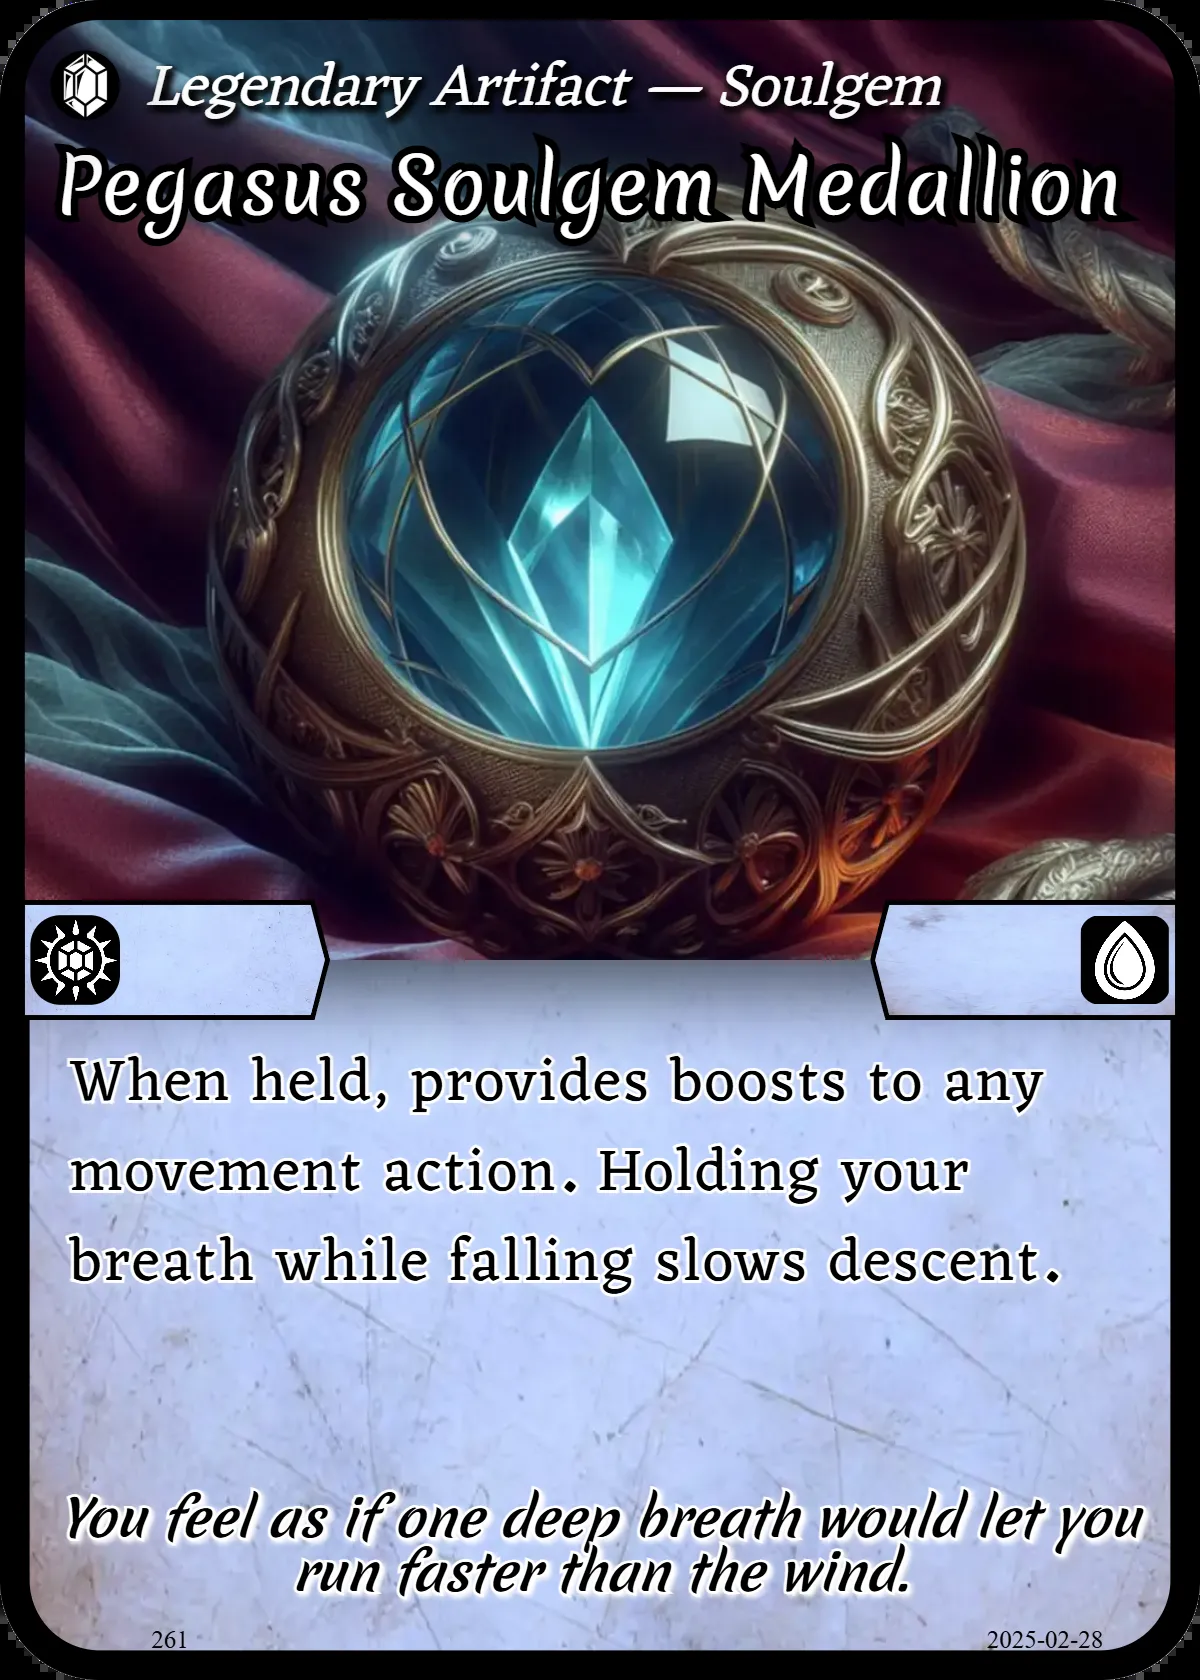 Legendary Artifact — Soulgem
Pegasus Soulgem Medallion
When held, provides boosts to any
movement action. Holding your
breath while falling slows descent.
You feel as if one deep breath would let you
run faster than the wind.
261
2025-02-28